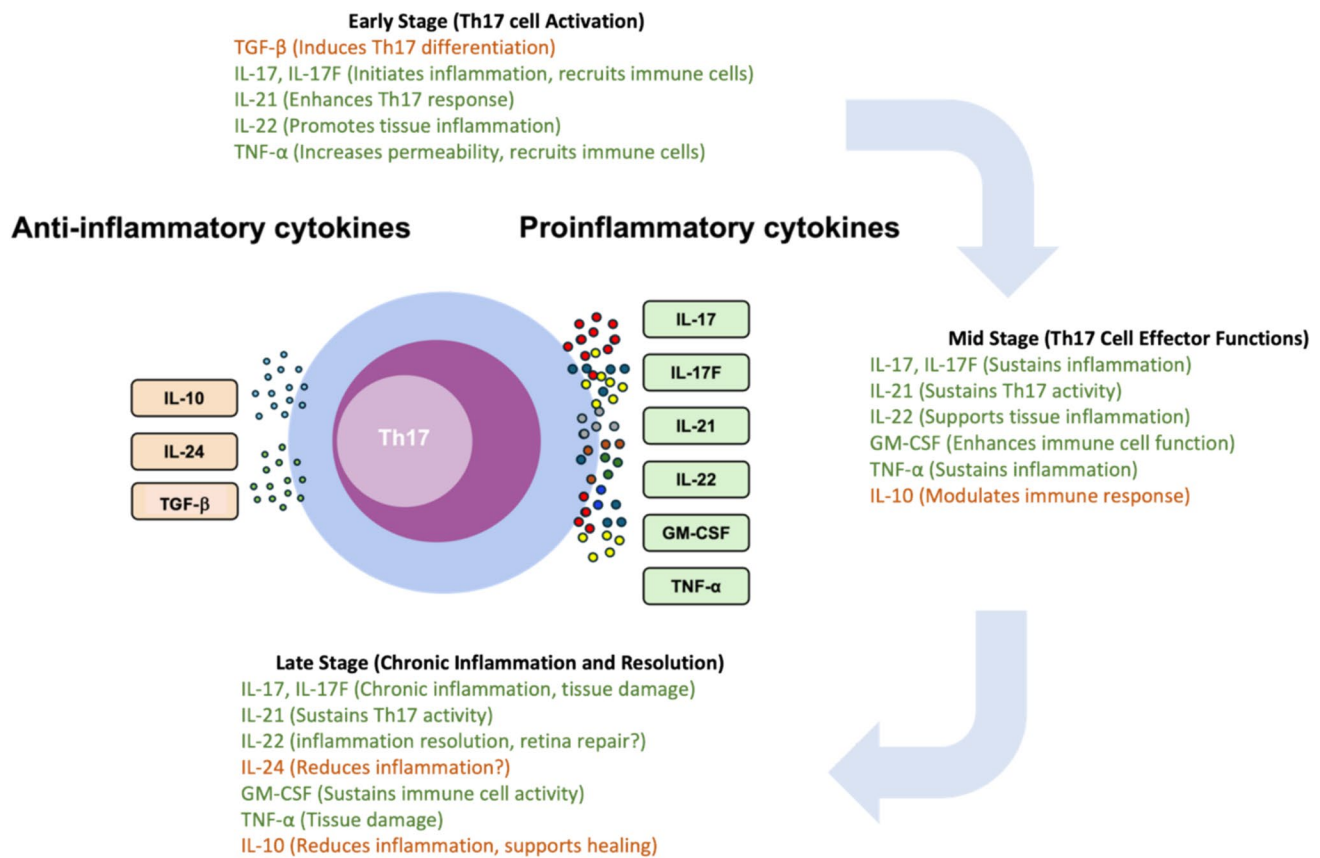 Early Stage (Th17 cell Activation)
TGF-β (Induces Th17 differentiation)
IL-17, IL-17F (Initiates inflammation, recruits immune cells)
IL-21 (Enhances Th17 response)
IL-22 (Promotes tissue inflammation)
TNF-α (Increases permeability, recruits immune cells)
Anti-inflammatory cytokines
Proinflammatory cytokines
IL-10
IL-24
TGF-β
Th17
IL-17
IL-17F
IL-21
IL-22
GM-CSF
TNF-α
Mid Stage (Th17 Cell Effector Functions)
IL-17, IL-17F (Sustains inflammation)
IL-21 (Sustains Th17 activity)
IL-22 (Supports tissue inflammation)
GM-CSF (Enhances immune cell function)
TNF-α (Sustains inflammation)
IL-10 (Modulates immune response)
Late Stage (Chronic Inflammation and Resolution)
IL-17, IL-17F (Chronic inflammation, tissue damage)
IL-21 (Sustains Th17 activity)
IL-22 (inflammation resolution, retina repair?)
IL-24 (Reduces inflammation?)
GM-CSF (Sustains immune cell activity)
TNF-α (Tissue damage)
IL-10 (Reduces inflammation, supports healing)